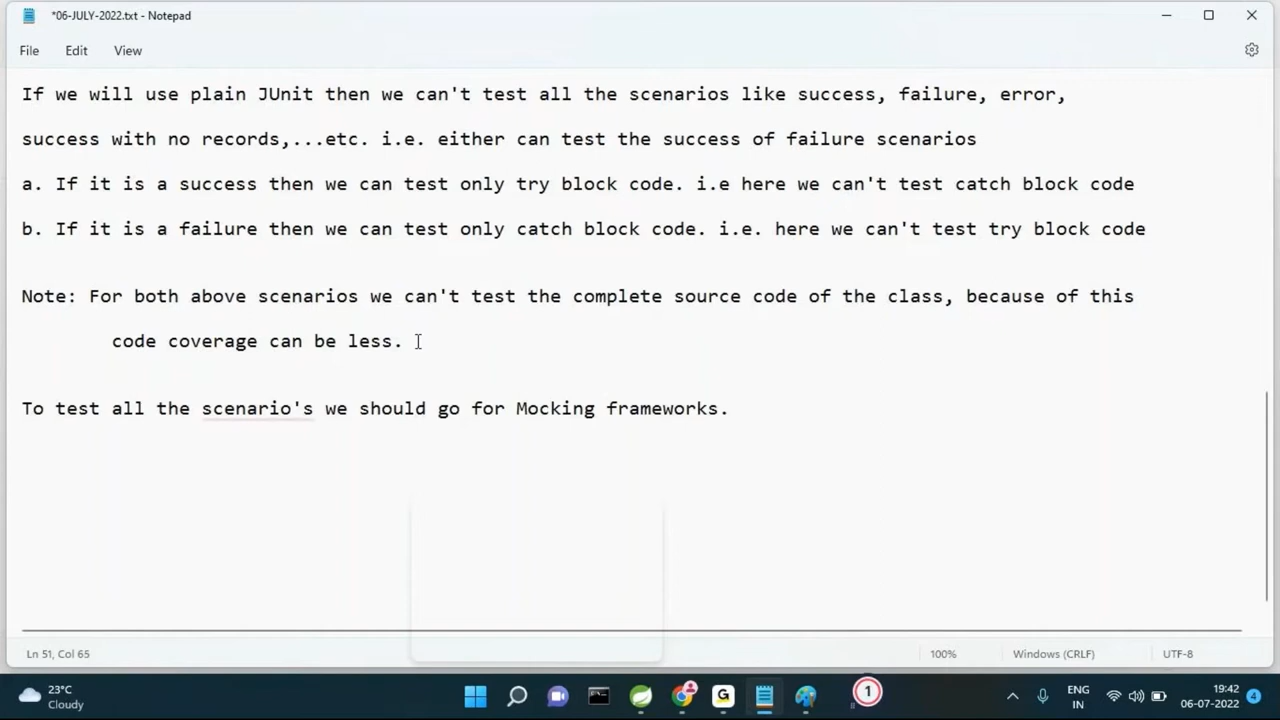 *06-JULY-2022.txt - Notepad
File Edit View
If we will use plain JUnit then we can't test all the scenarios like success, failure, error,
success with no records,...etc. i.e. either can test the success of failure scenarios
a. If it is a success then we can test only try block code. i.e here we can't test catch block code
b. If it is a failure then we can test only catch block code. i.e. here we can't test try block code
Note: For both above scenarios we can't test the complete source code of the class, because of this
code coverage can be less.
To test all the scenario's we should go for Mocking frameworks.
Ln 51, Col 65 100% Windows (CRLF) UTF-8
23°C
Cloudy
G
1
ENG
IN
19:42
06-07-2022
4